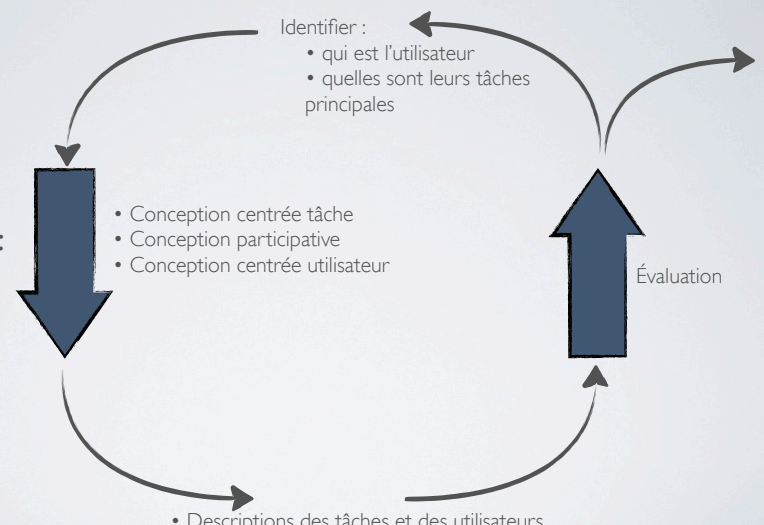 Identifier :
• qui est l'utilisateur
• quelles sont leurs tâches
principales
:
• Conception centrée tâche
• Conception participative
• Conception centrée utilisateur
Évaluation
• Descriptions des tâches et des utilisateurs